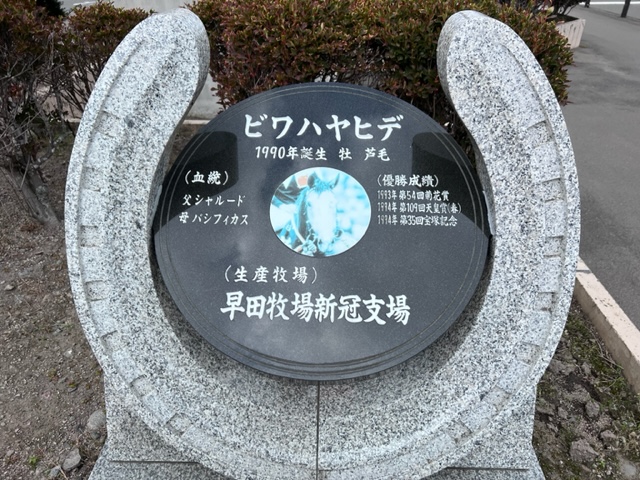 ビワハヤヒデ
1990年誕生 牡 芦毛
(血統)
父 シャルード
母 パシフィカス
(優勝成績)
1993年 第54回菊花賞
1994年 第109回天皇賞(春)
1994年 第35回宝塚記念
(生産牧場)
早田牧場新冠支場